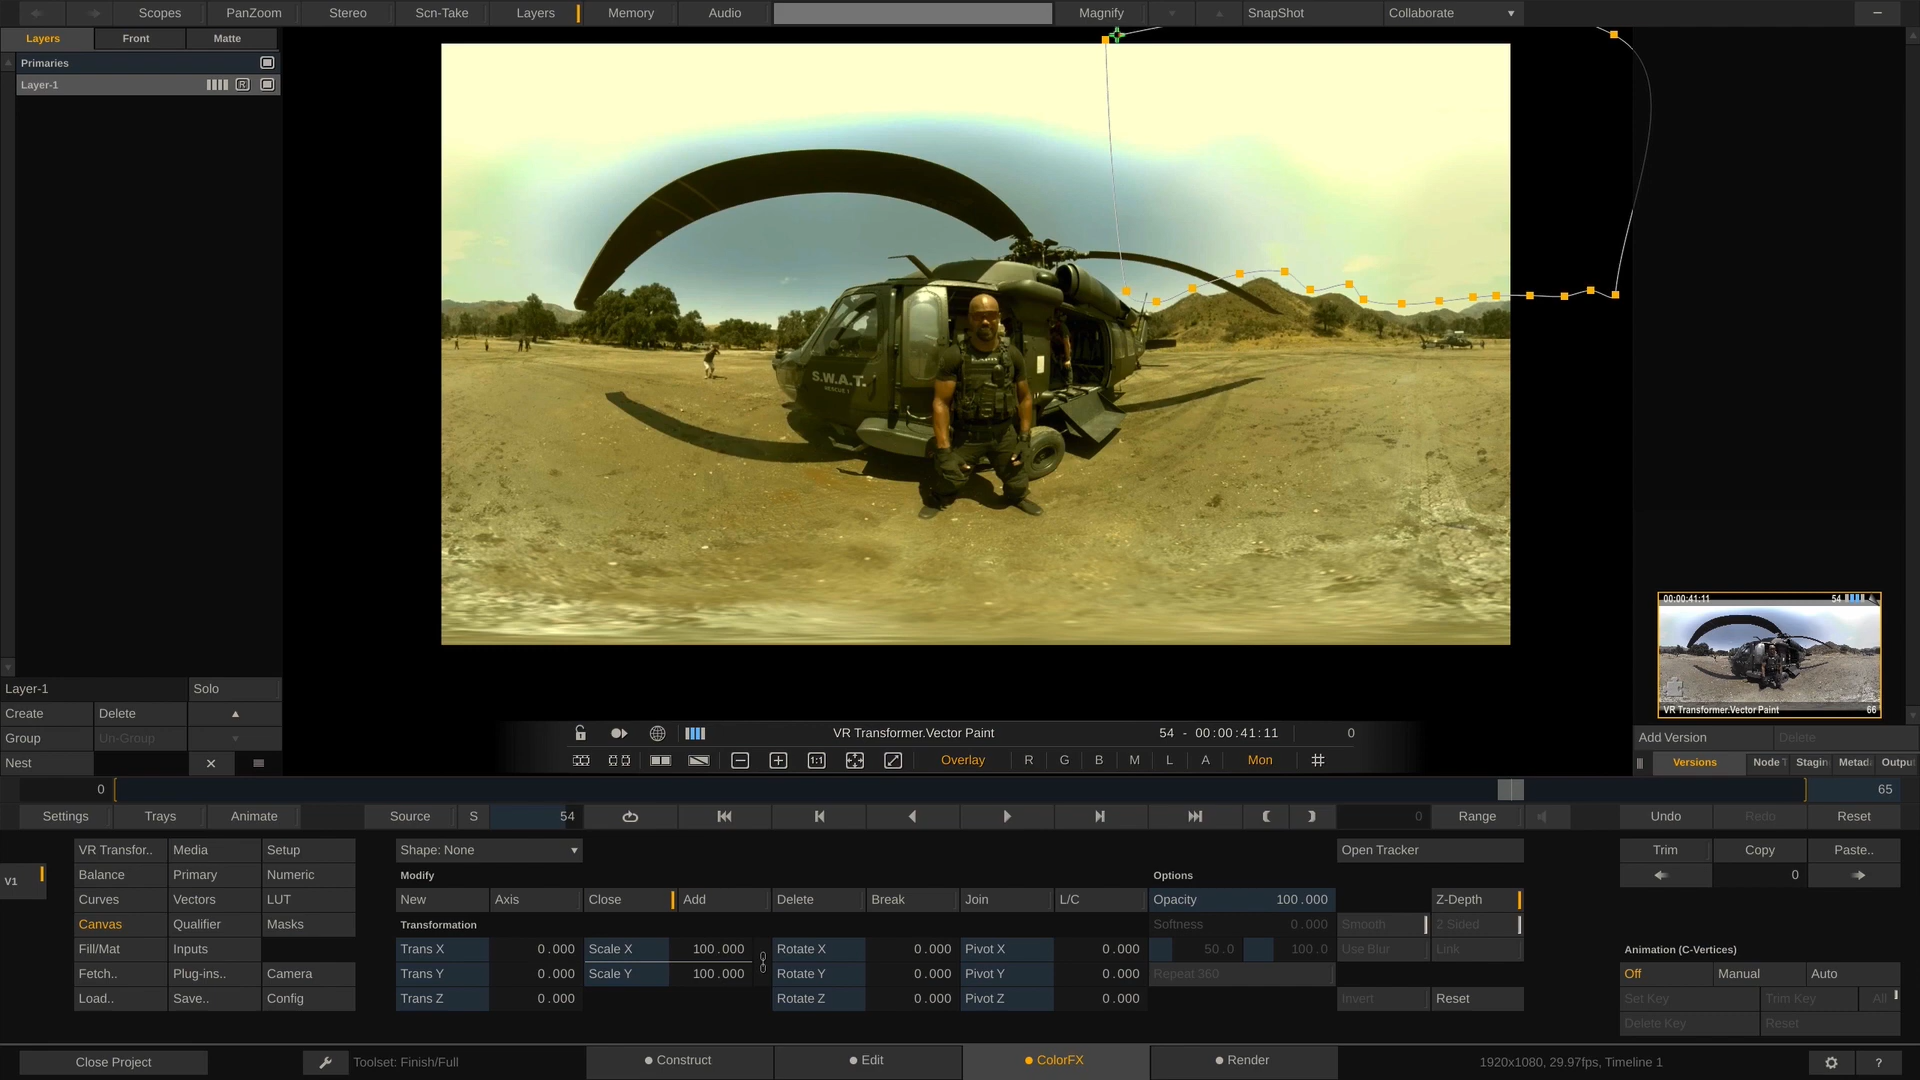 Scopes PanZoom Stereo Scn-Take Layers Memory Audio Magnify SnapShot Collaborate
Layers Front Matte
Primaries
Layer-1 R
S.W.A.T.
RESCUE 1
00:00:41:11 54
VR Transformer.Vector Paint 66
Layer-1 Solo
Create Delete
Group Un-Group
Nest
VR Transformer.Vector Paint 54 - 00:00:41:11 0
1:1 Overlay R G B M L A Mon
Add Version Delete
Versions Node Stagin Metad Outpu
0 65
Settings Trays Animate Source S 54 0 Range Undo Redo Reset
V1
VR Transfor.. Media Setup
Balance Primary Numeric
Curves Vectors LUT
Canvas Qualifier Masks
Fill/Mat Inputs
Fetch.. Plug-ins.. Camera
Load.. Save.. Config
Shape: None Open Tracker
Modify Options
New Axis Close Add Delete Break Join L/C Opacity 100.000 Z-Depth
Transformation Softness 0.000 Smooth Z Sided
Trans X 0.000 Scale X 100.000 Rotate X 0.000 Pivot X 0.000 50.0 100.0 Use Blur Link
Trans Y 0.000 Scale Y 100.000 Rotate Y 0.000 Pivot Y 0.000 Repeat 360
Trans Z 0.000 Rotate Z 0.000 Pivot Z 0.000 Invert Reset
Trim Copy Paste..
0
Animation (C-Vertices)
Off Manual Auto
Set Key Trim Key All
Delete Key Reset
Close Project Toolset: Finish/Full Construct Edit ColorFX Render 1920x1080, 29.97fps, Timeline 1 ?